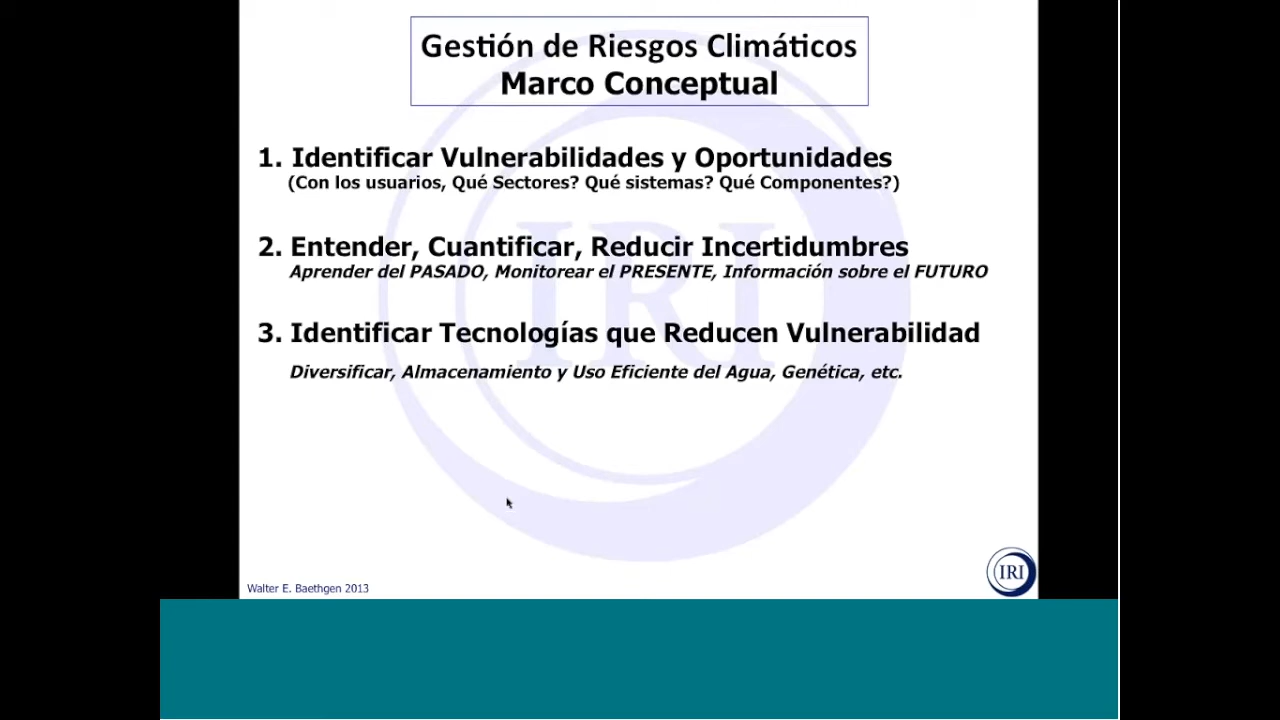 Gestión de Riesgos Climáticos
Marco Conceptual
1. Identificar Vulnerabilidades y Oportunidades
(Con los usuarios, Qué Sectores? Qué sistemas? Qué Componentes?)
2. Entender, Cuantificar, Reducir Incertidumbres
Aprender del PASADO, Monitorear el PRESENTE, Información sobre el FUTURO
3. Identificar Tecnologías que Reducen Vulnerabilidad
Diversificar, Almacenamiento y Uso Eficiente del Agua, Genética, etc.
IRI
Walter E. Baethgen 2013
IRI